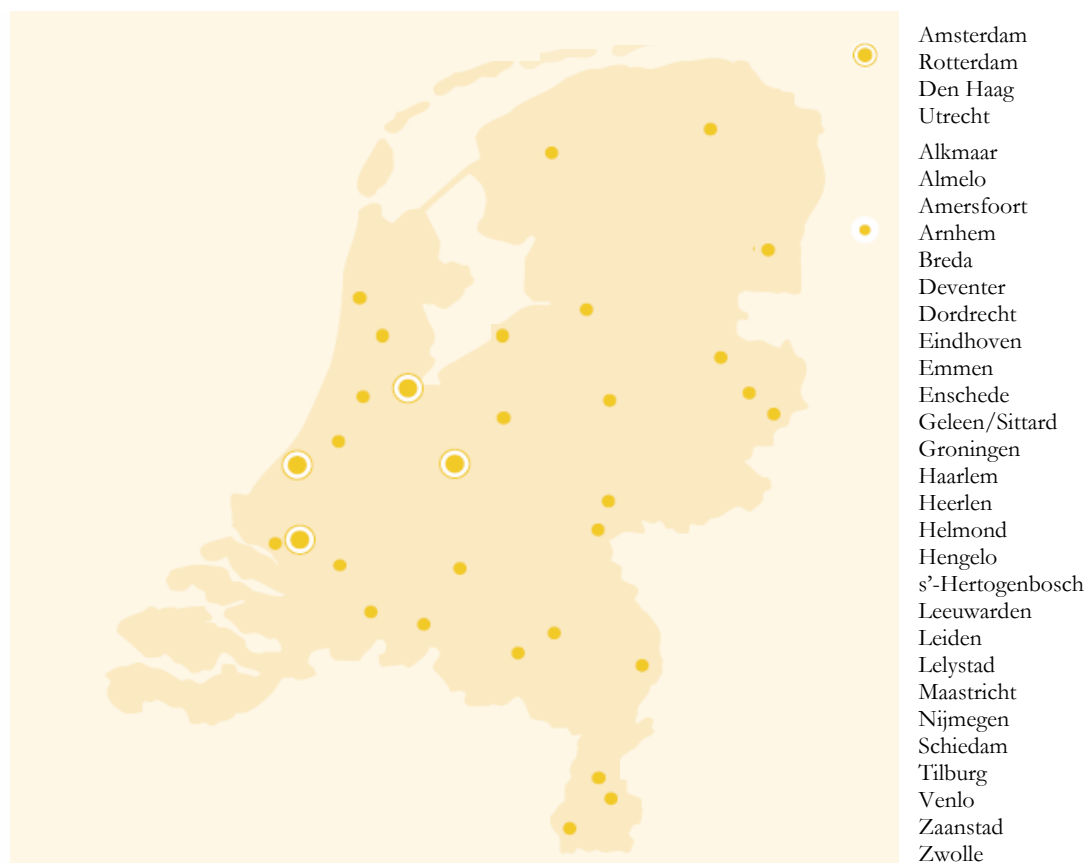 Amsterdam
Rotterdam
Den Haag
Utrecht
Alkmaar
Almelo
Amersfoort
Arnhem
Breda
Deventer
Dordrecht
Eindhoven
Emmen
Enschede
Geleen/Sittard
Groningen
Haarlem
Heerlen
Helmond
Hengelo
s’-Hertogenbosch
Leeuwarden
Leiden
Lelystad
Maastricht
Nijmegen
Schiedam
Tilburg
Venlo
Zaanstad
Zwolle